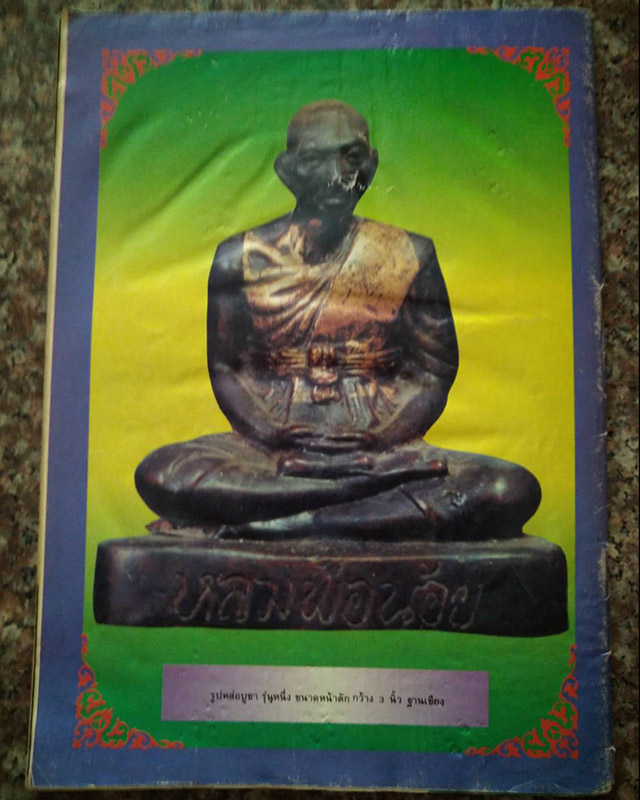 หลวงพ่อน้อย
รูปหล่อบูชา รุ่นหนึ่ง ขนาดหน้าตัก กว้าง 3 นิ้ว ฐานเขียง